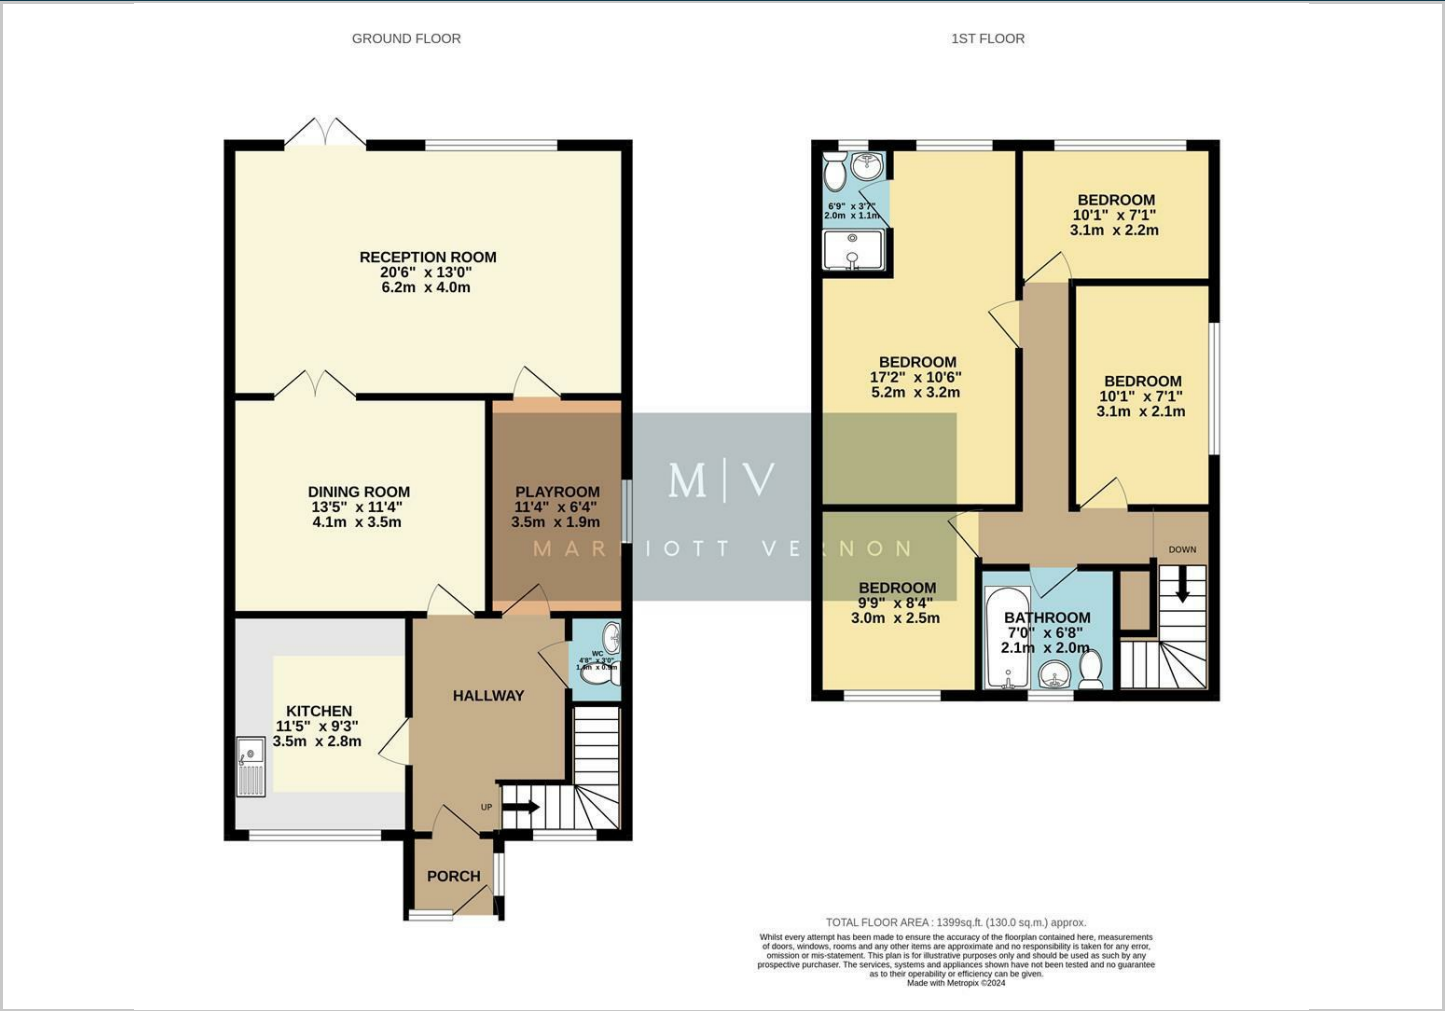 GROUND FLOOR
1ST FLOOR
RECEPTION ROOM
20'6" x 13'0"
6.2m x 4.0m
DINING ROOM
13'5" x 11'4"
4.1m x 3.5m
PLAYROOM
11'4" x 6'4"
3.5m x 1.9m
KITCHEN
11'5" x 9'3"
3.5m x 2.8m
HALLWAY
WC
4'8" x 3'0"
1.4m x 0.9m
UP
PORCH
M|V
MARRIOTT VERNON
6'9" x 3'7"
2.0m x 1.1m
BEDROOM
10'1" x 7'1"
3.1m x 2.2m
BEDROOM
17'2" x 10'6"
5.2m x 3.2m
BEDROOM
10'1" x 7'1"
3.1m x 2.1m
BEDROOM
9'9" x 8'4"
3.0m x 2.5m
BATHROOM
7'0" x 6'8"
2.1m x 2.0m
DOWN
TOTAL FLOOR AREA : 1399sq.ft. (130.0 sq.m.) approx.
Whilst every attempt has been made to ensure the accuracy of the floorplan contained here, measurements
of doors, windows, rooms and any other items are approximate and no responsibility is taken for any error,
omission or mis-statement. This plan is for illustrative purposes only and should be used as such by any
prospective purchaser. The services, systems and appliances shown have not been tested and no guarantee
as to their operability or efficiency can be given.
Made with Metropix ©2024